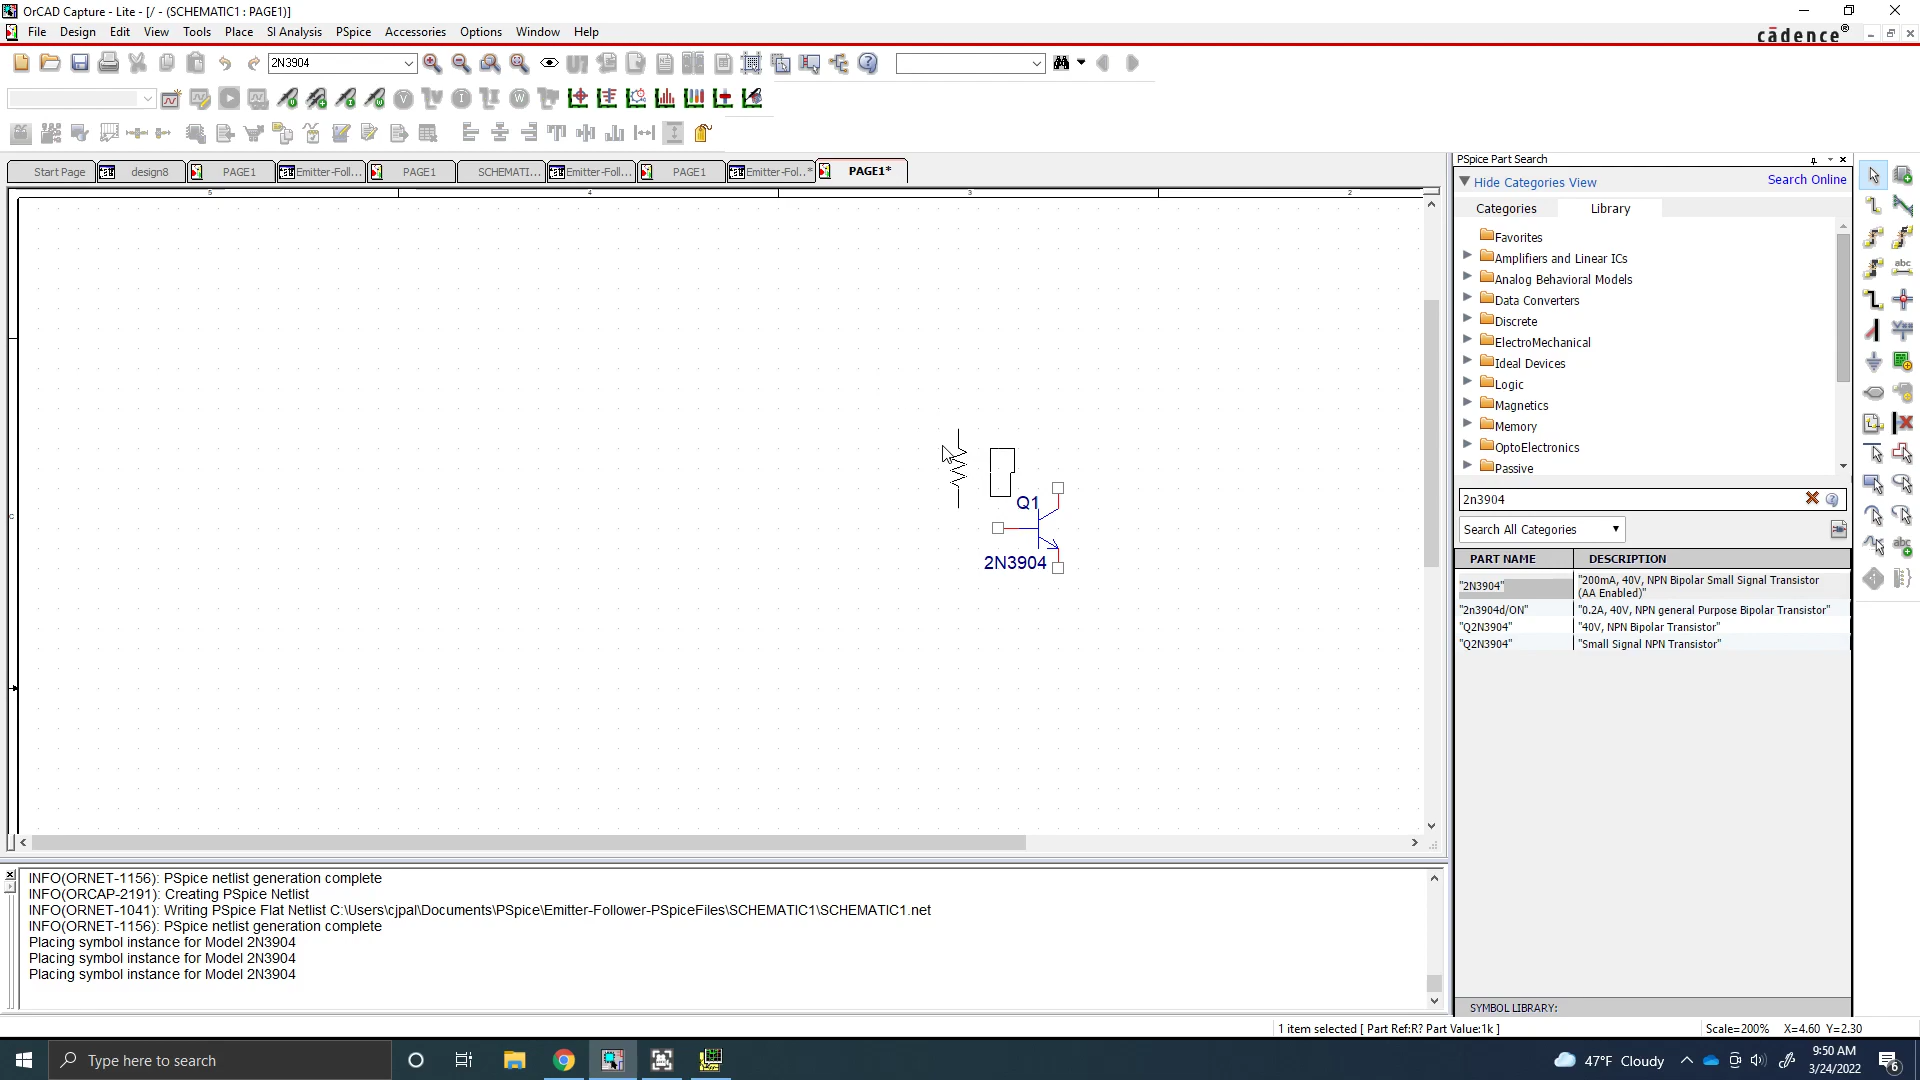 OrCAD Capture - Lite - [/ - (SCHEMATIC1 : PAGE1)]
File Design Edit View Tools Place SI Analysis PSpice Accessories Options Window Help
cādence®
2N3904
Start Page design8 PAGE1 Emitter-Foll... PAGE1 SCHEMATI... Emitter-Foll... PAGE1 Emitter-Fol...* PAGE1*
5 4 3 2
C
Q1
2N3904
PSpice Part Search
Hide Categories View Search Online
Categories Library
Favorites
Amplifiers and Linear ICs
Analog Behavioral Models
Data Converters
Discrete
ElectroMechanical
Ideal Devices
Logic
Magnetics
Memory
OptoElectronics
Passive
2n3904
Search All Categories
PART NAME DESCRIPTION
"2N3904" "200mA, 40V, NPN Bipolar Small Signal Transistor
(AA Enabled)"
"2n3904d/ON" "0.2A, 40V, NPN general Purpose Bipolar Transistor"
"Q2N3904" "40V, NPN Bipolar Transistor"
"Q2N3904" "Small Signal NPN Transistor"
SYMBOL LIBRARY:
INFO(ORNET-1156): PSpice netlist generation complete
INFO(ORCAP-2191): Creating PSpice Netlist
INFO(ORNET-1041): Writing PSpice Flat Netlist C:\Users\cjpal\Documents\PSpice\Emitter-Follower-PSpiceFiles\SCHEMATIC1\SCHEMATIC1.net
INFO(ORNET-1156): PSpice netlist generation complete
Placing symbol instance for Model 2N3904
Placing symbol instance for Model 2N3904
Placing symbol instance for Model 2N3904
1 item selected [ Part Ref:R? Part Value:1k ] Scale=200% X=4.60 Y=2.30
Type here to search
47°F Cloudy
9:50 AM
3/24/2022
6